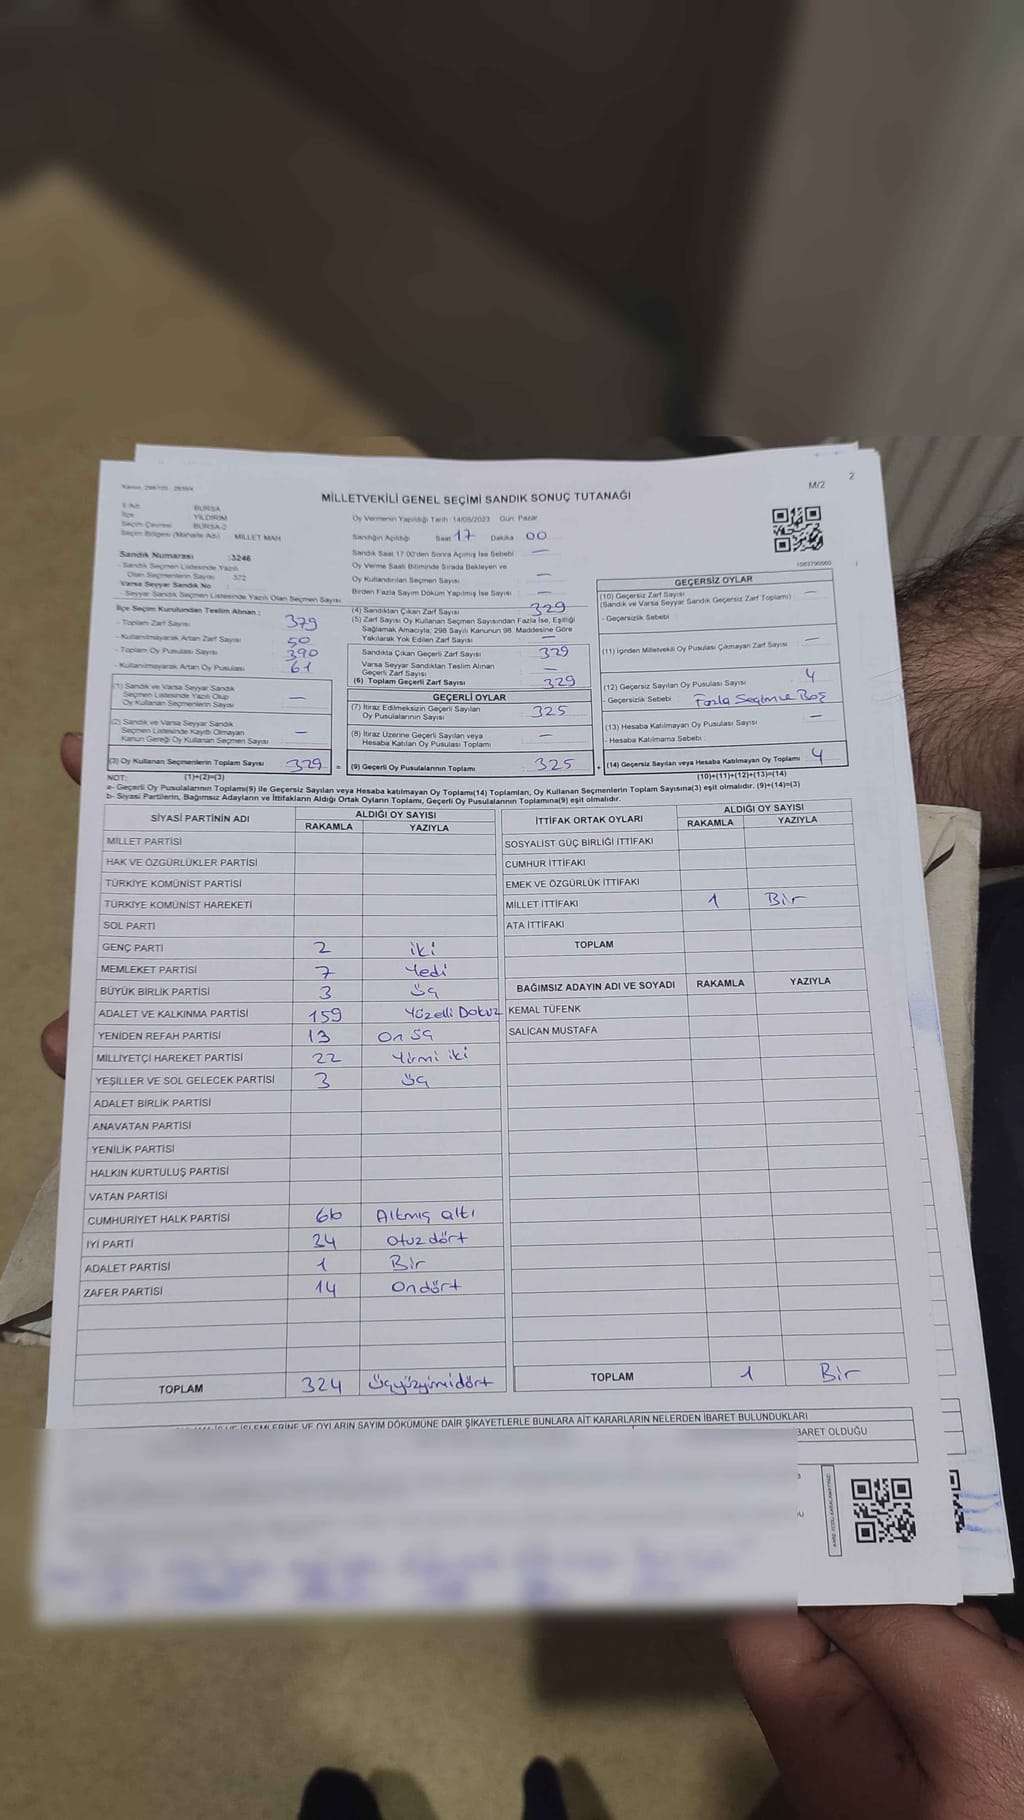 M/2
2
MİLLETVEKİLİ GENEL SEÇİMİ SANDIK SONUÇ TUTANAĞI
İl Adı : BURSA
İlçe : YILDIRIM
Seçim Çevresi : BURSA-2
Seçim Bölgesi (Mahalle Adı) : MİLLET MAH
Sandık Numarası :3246
- Sandık Seçmen Listesinde Yazılı
Olan Seçmenlerin Sayısı : 372
Varsa Seyyar Sandık No :
- Seyyar Sandık Seçmen Listesinde Yazılı Olan Seçmen Sayısı
İlçe Seçim Kurulundan Teslim Alınan :
- Toplam Zarf Sayısı 379
- Kullanılmayarak Artan Zarf Sayısı 50
- Toplam Oy Pusulası Sayısı 390
- Kullanılmayarak Artan Oy Pusulası 61
(1) Sandık ve Varsa Seyyar Sandık
Seçmen Listesinde Yazılı Olup
Oy Kullanan Seçmenlerin Sayısı —
(2) Sandık ve Varsa Seyyar Sandık
Seçmen Listesinde Kayıtlı Olmayan
Kanun Gereği Oy Kullanan Seçmen Sayısı —
(3) Oy Kullanan Seçmenlerin Toplam Sayısı 329 =
Oy Vermenin Yapıldığı Tarih :14/05/2023 Gün: Pazar
Sandığın Açıldığı Saat 17 Dakika 00
Sandık Saat 17.00'den Sonra Açılmış İse Sebebi : —
Oy Verme Saati Bitiminde Sırada Bekleyen ve
Oy Kullandırılan Seçmen Sayısı —
Birden Fazla Sayım Döküm Yapılmış İse Sayısı —
(4) Sandıktan Çıkan Zarf Sayısı 329
(5) Zarf Sayısı Oy Kullanan Seçmen Sayısından Fazla İse, Eşitliği
Sağlamak Amacıyla; 298 Sayılı Kanunun 98. Maddesine Göre
Yakılarak Yok Edilen Zarf Sayısı —
Sandıkta Çıkan Geçerli Zarf Sayısı 329
Varsa Seyyar Sandıktan Teslim Alınan
Geçerli Zarf Sayısı —
(6) Toplam Geçerli Zarf Sayısı 329
GEÇERLİ OYLAR
(7) İtiraz Edilmeksizin Geçerli Sayılan
Oy Pusulalarının Sayısı 325
(8) İtiraz Üzerine Geçerli Sayılan veya
Hesaba Katılan Oy Pusulası Toplamı —
(9) Geçerli Oy Pusulalarının Toplamı 325 +
GEÇERSİZ OYLAR
(10) Geçersiz Zarf Sayısı —
(Sandık ve Varsa Seyyar Sandık Geçersiz Zarf Toplamı)
- Geçersizlik Sebebi :
(11) İçinden Milletvekili Oy Pusulası Çıkmayan Zarf Sayısı —
(12) Geçersiz Sayılan Oy Pusulası Sayısı 4
- Geçersizlik Sebebi : Fazla Seçim ve Boş
(13) Hesaba Katılmayan Oy Pusulası Sayısı —
- Hesaba Katılmama Sebebi :
(14) Geçersiz Sayılan veya Hesaba Katılmayan Oy Toplamı 4
NOT: (1)+(2)=(3) (10)+(11)+(12)+(13)=(14)
a- Geçerli Oy Pusulalarının Toplamı(9) ile Geçersiz Sayılan veya Hesaba katılmayan Oy Toplamı(14) Toplamları, Oy Kullanan Seçmenlerin Toplam Sayısına(3) eşit olmalıdır. (9)+(14)=(3)
b- Siyasi Partilerin, Bağımsız Adayların ve İttifakların Aldığı Ortak Oyların Toplamı, Geçerli Oy Pusulalarının Toplamına(9) eşit olmalıdır.
SİYASİ PARTİNİN ADI ALDIĞI OY SAYISI
RAKAMLA YAZIYLA
MİLLET PARTİSİ
HAK VE ÖZGÜRLÜKLER PARTİSİ
TÜRKİYE KOMÜNİST PARTİSİ
TÜRKİYE KOMÜNİST HAREKETİ
SOL PARTİ
GENÇ PARTİ 2 iki
MEMLEKET PARTİSİ 7 Yedi
BÜYÜK BİRLİK PARTİSİ 3 Üç
ADALET VE KALKINMA PARTİSİ 159 Yüzelli Dokuz
YENİDEN REFAH PARTİSİ 13 On üç
MİLLİYETÇİ HAREKET PARTİSİ 22 Yirmi iki
YEŞİLLER VE SOL GELECEK PARTİSİ 3 Üç
ADALET BİRLİK PARTİSİ
ANAVATAN PARTİSİ
YENİLİK PARTİSİ
HALKIN KURTULUŞ PARTİSİ
VATAN PARTİSİ
CUMHURİYET HALK PARTİSİ 66 Altmış altı
İYİ PARTİ 34 Otuz dört
ADALET PARTİSİ 1 Bir
ZAFER PARTİSİ 14 Ondört
TOPLAM 324 Üçyüzyirmidört
İTTİFAK ORTAK OYLARI ALDIĞI OY SAYISI
RAKAMLA YAZIYLA
SOSYALİST GÜÇ BİRLİĞİ İTTİFAKI
CUMHUR İTTİFAKI
EMEK VE ÖZGÜRLÜK İTTİFAKI
MİLLET İTTİFAKI 1 Bir
ATA İTTİFAKI
TOPLAM
BAĞIMSIZ ADAYIN ADI VE SOYADI RAKAMLA YAZIYLA
KEMAL TÜFENK
SALİCAN MUSTAFA
TOPLAM 1 Bir
İŞLEMLERİNE VE OYLARIN SAYIM DÖKÜMÜNE DAİR ŞİKAYETLERLE BUNLARA AİT KARARLARIN NELERDEN İBARET BULUNDUKLARI
BARET OLDUĞU